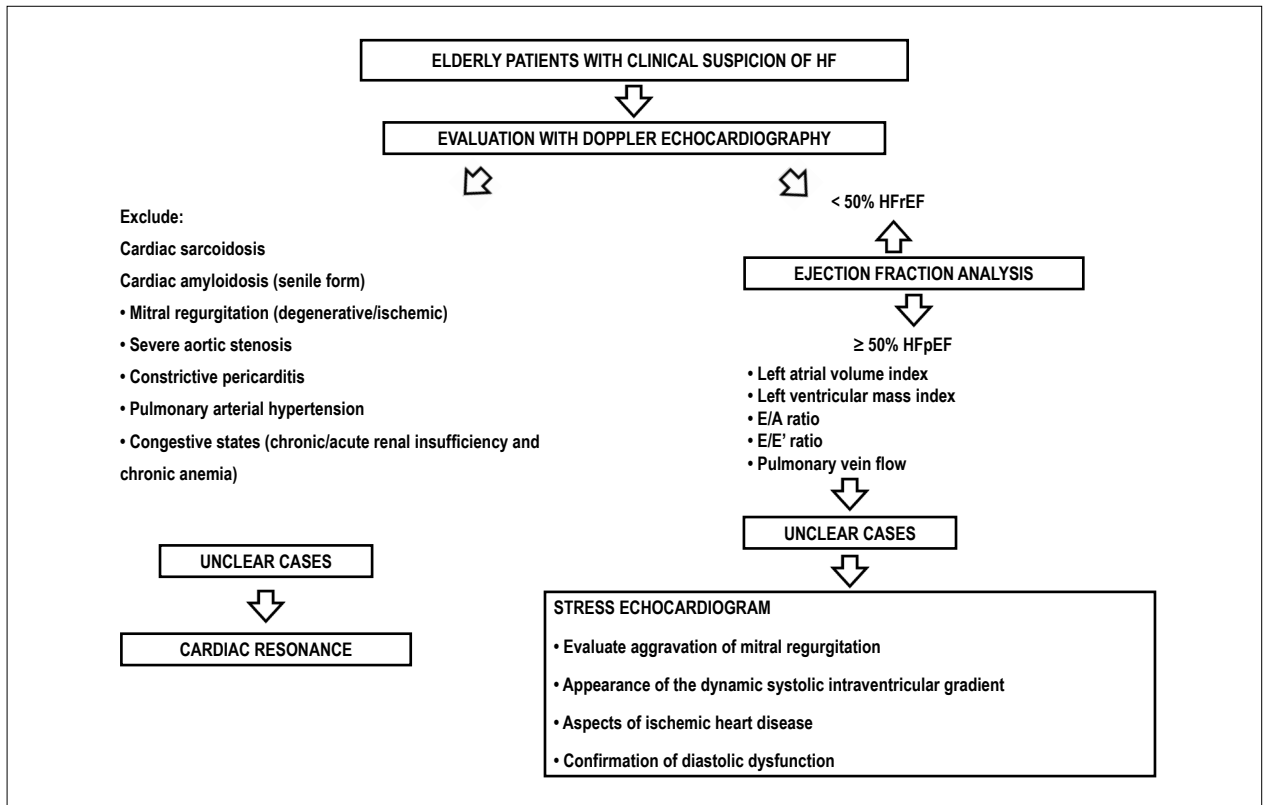 ELDERLY PATIENTS WITH CLINICAL SUSPICION OF HF
EVALUATION WITH DOPPLER ECHOCARDIOGRAPHY
Exclude:
Cardiac sarcoidosis
Cardiac amyloidosis (senile form)
• Mitral regurgitation (degenerative/ischemic)
• Severe aortic stenosis
• Constrictive pericarditis
• Pulmonary arterial hypertension
• Congestive states (chronic/acute renal insufficiency and
chronic anemia)
UNCLEAR CASES
CARDIAC RESONANCE
< 50% HFrEF
EJECTION FRACTION ANALYSIS
≥ 50% HFpEF
• Left atrial volume index
• Left ventricular mass index
• E/A ratio
• E/E’ ratio
• Pulmonary vein flow
UNCLEAR CASES
STRESS ECHOCARDIOGRAM
• Evaluate aggravation of mitral regurgitation
• Appearance of the dynamic systolic intraventricular gradient
• Aspects of ischemic heart disease
• Confirmation of diastolic dysfunction